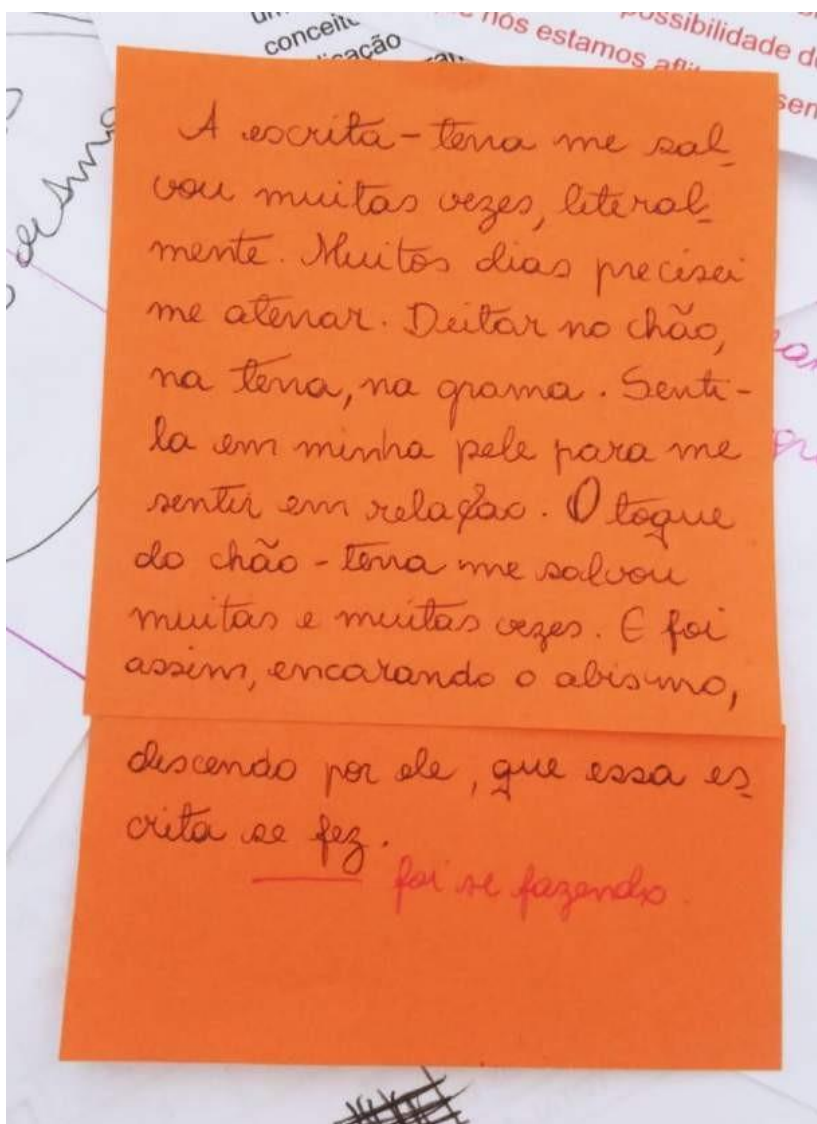 conceito
nós estamos
possibilidade de
A escrita-terra me sal-
vou muitas vezes, literal-
mente. Muitos dias precisei
me aterrar. Deitar no chão,
na terra, na grama. Senti-
la em minha pele para me
sentir em relação. O toque
do chão-terra me salvou
muitas e muitas vezes. E foi
assim, encarando o abismo,
descendo por ele, que essa es-
crita se fez.
foi se fazendo.